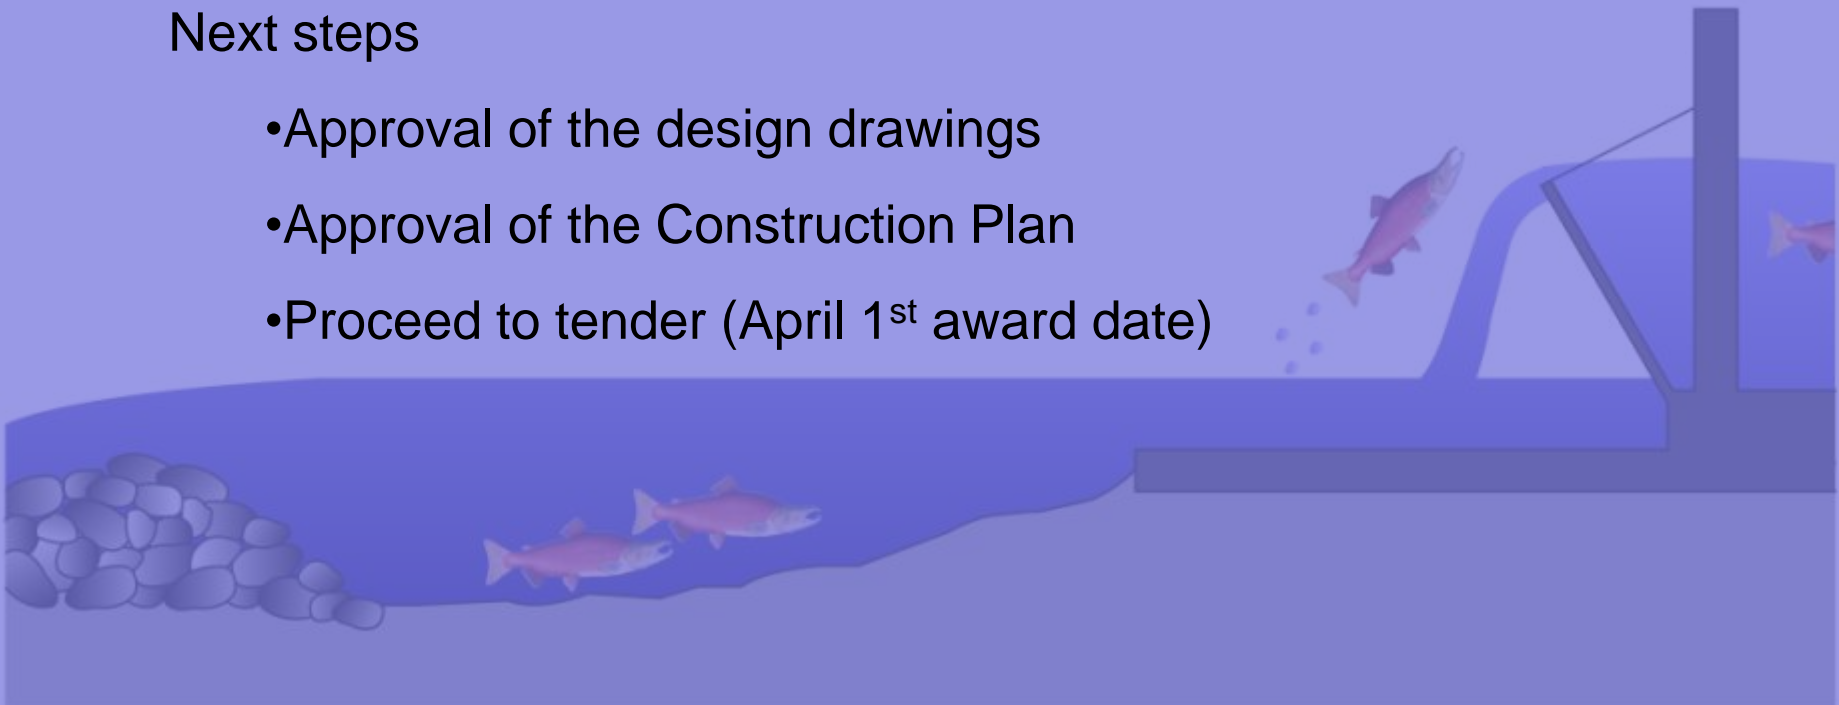 Next steps
•Approval of the design drawings
•Approval of the Construction Plan
•Proceed to tender (April 1st award date)